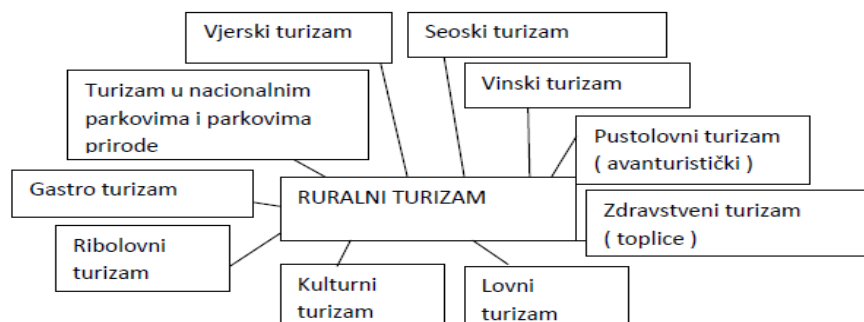 Vjerski turizam
Seoski turizam
Vinski turizam
Turizam u nacionalnim
parkovima i parkovima
prirode
Pustolovni turizam
( avanturistički )
Gastro turizam
RURALNI TURIZAM
Zdravstveni turizam
( toplice )
Ribolovni
turizam
Kulturni
turizam
Lovni
turizam